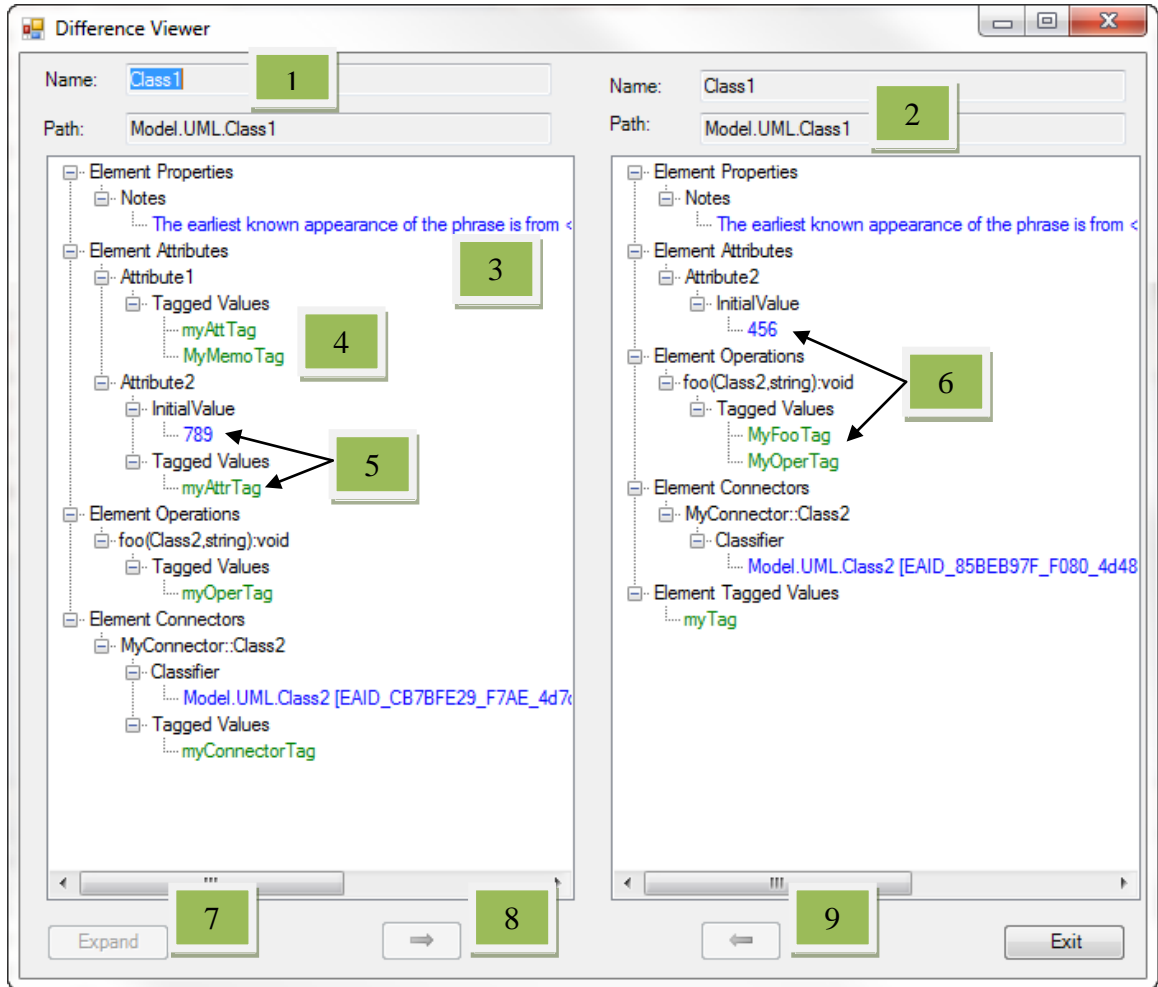 Difference Viewer
Name: Class1
1
Path: Model.UML.Class1
Element Properties
Notes
The earliest known appearance of the phrase is from <
Element Attributes
3
Attribute1
Tagged Values
myAttTag
4
MyMemoTag
Attribute2
InitialValue
789
5
Tagged Values
myAttrTag
Element Operations
foo(Class2,string):void
Tagged Values
myOperTag
Element Connectors
MyConnector::Class2
Classifier
Model.UML.Class2 [EAID_CB7BFE29_F7AE_4d7
Tagged Values
myConnectorTag
Name: Class1
2
Path: Model.UML.Class1
Element Properties
Notes
The earliest known appearance of the phrase is from <
Element Attributes
Attribute2
InitialValue
456
Element Operations
6
foo(Class2,string):void
Tagged Values
MyFooTag
MyOperTag
Element Connectors
MyConnector::Class2
Classifier
Model.UML.Class2 [EAID_85BEB97F_F080_4d48
Element Tagged Values
myTag
Expand
7
8
9
Exit